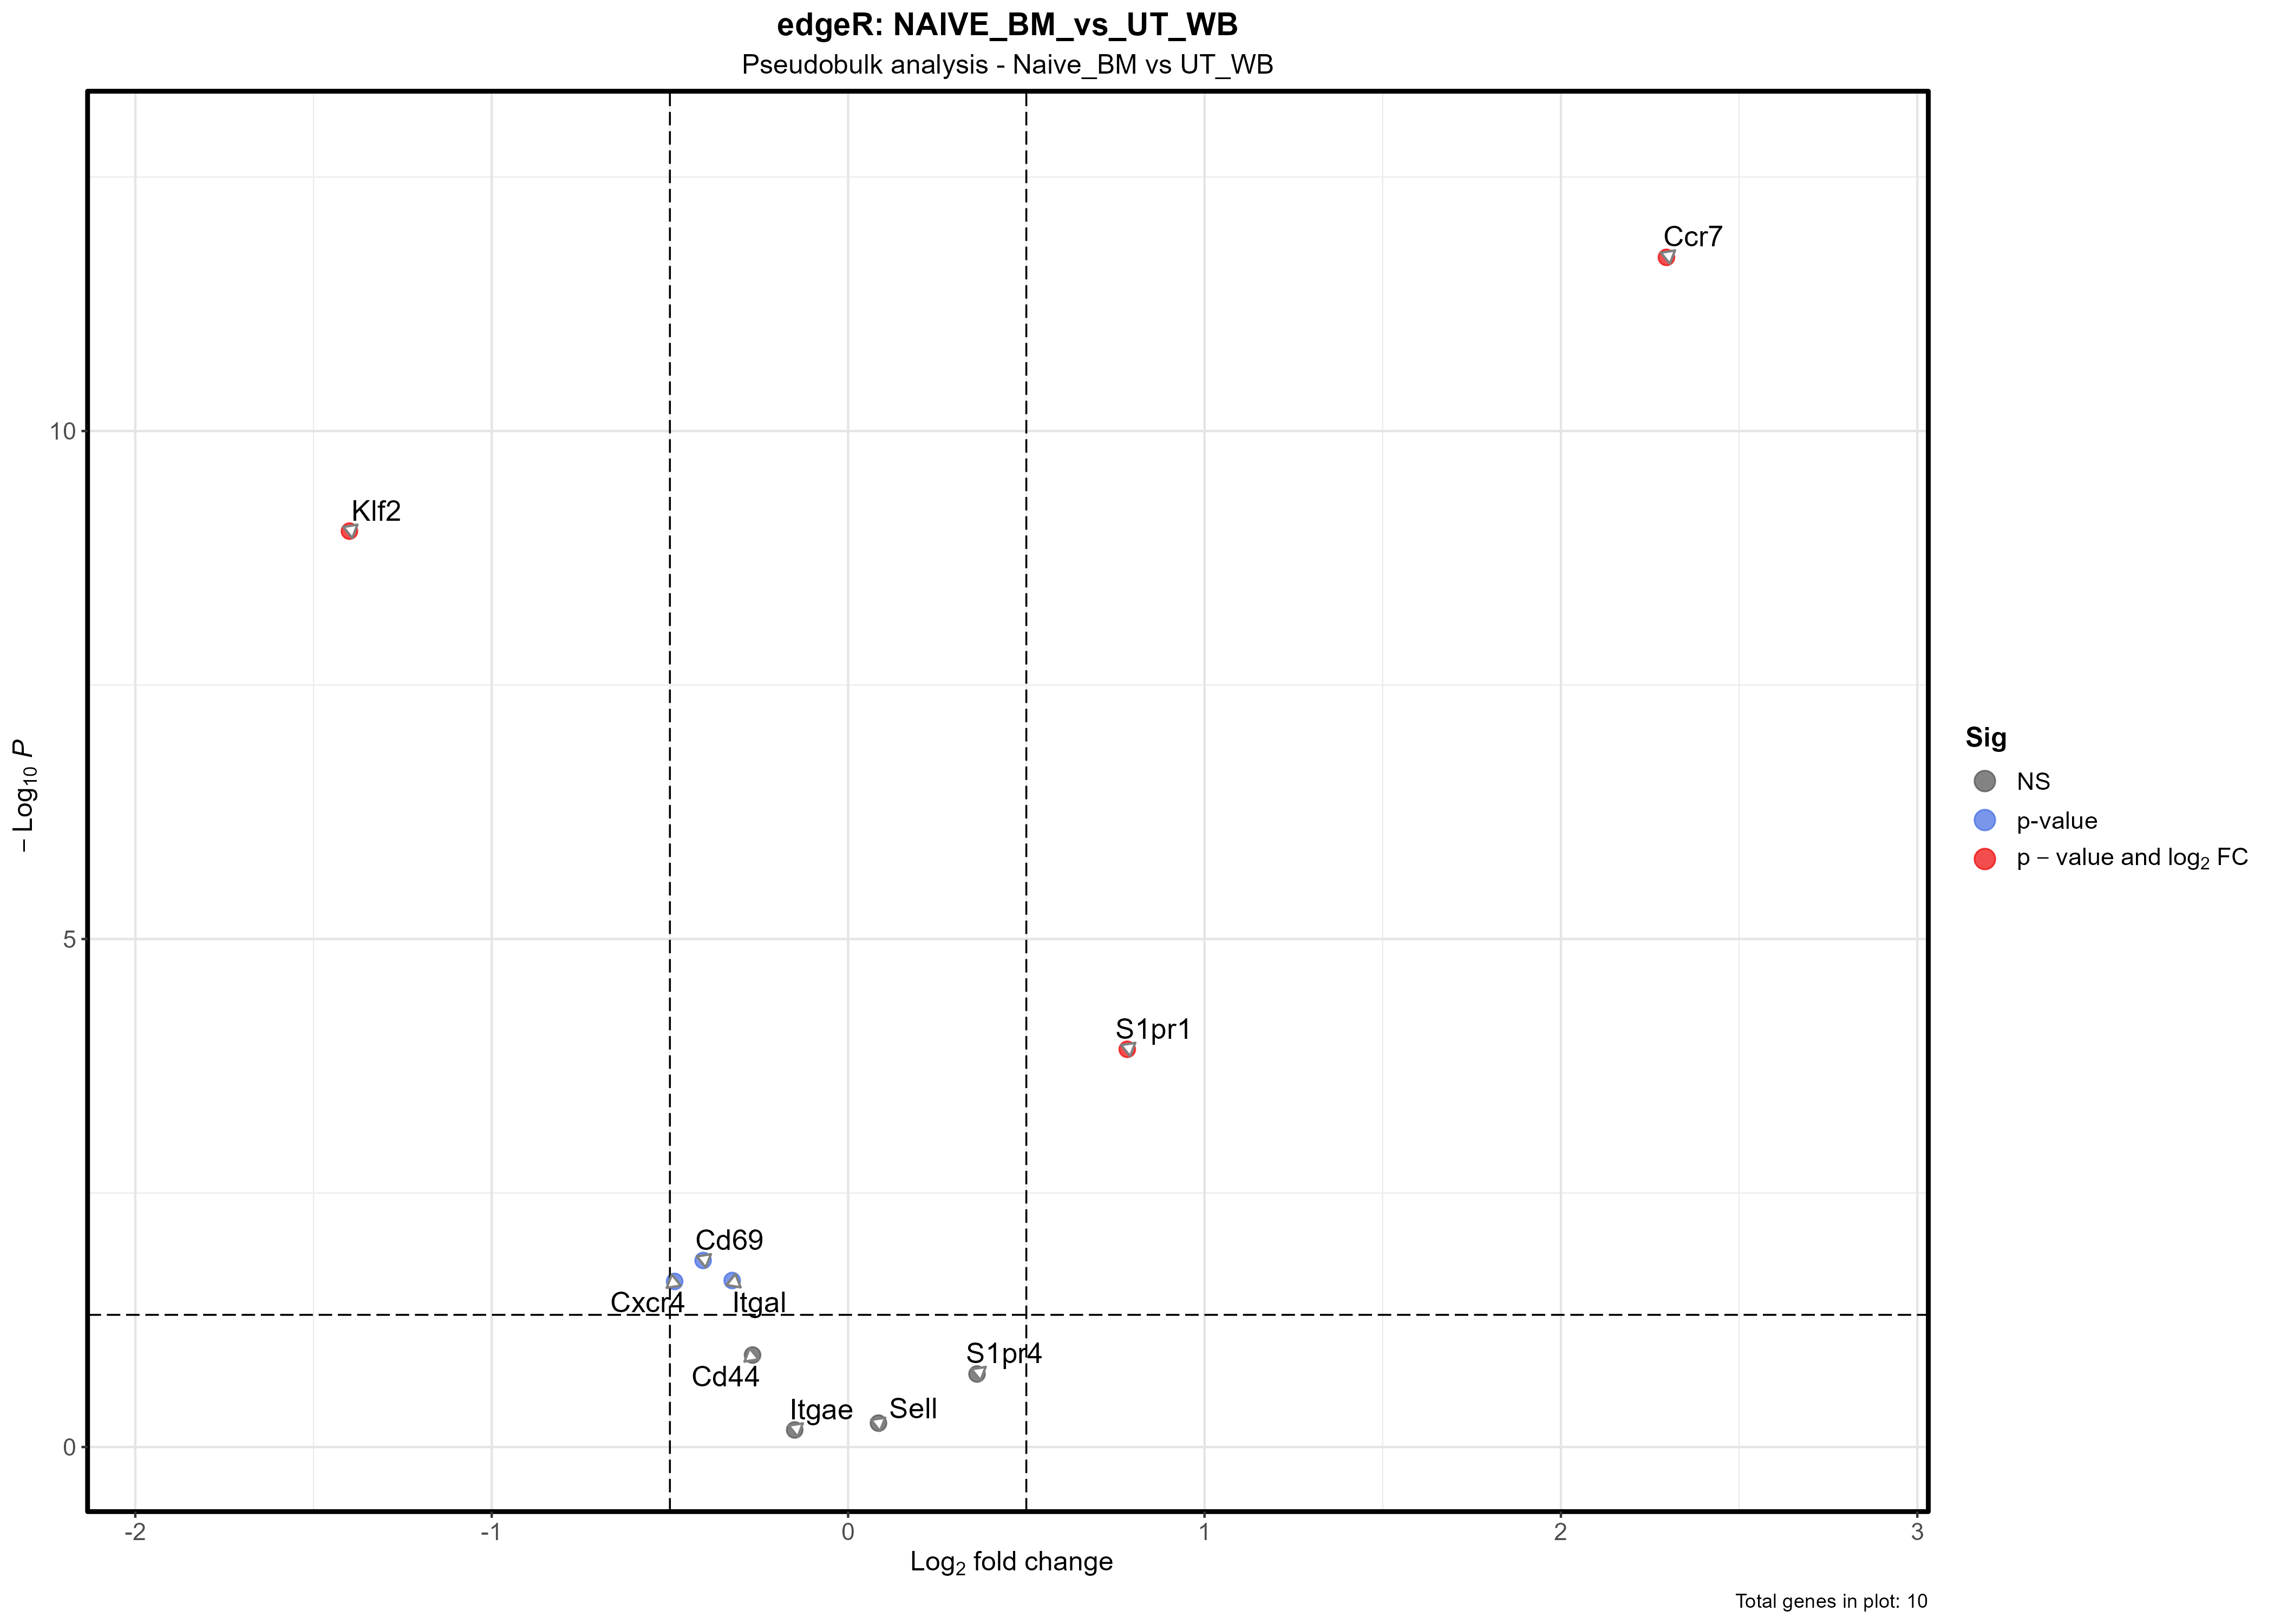 edgeR: NAIVE_BM_vs_UT_WB
Pseudobulk analysis - Naive_BM vs UT_WB
Ccr7
10
Klf2
– Log10 P
Sig
NS
p-value
p – value and log2 FC
5
S1pr1
Cd69
Cxcr4
Itgal
S1pr4
Cd44
Itgae
Sell
0
-2
-1
0
1
2
3
Log2 fold change
Total genes in plot: 10